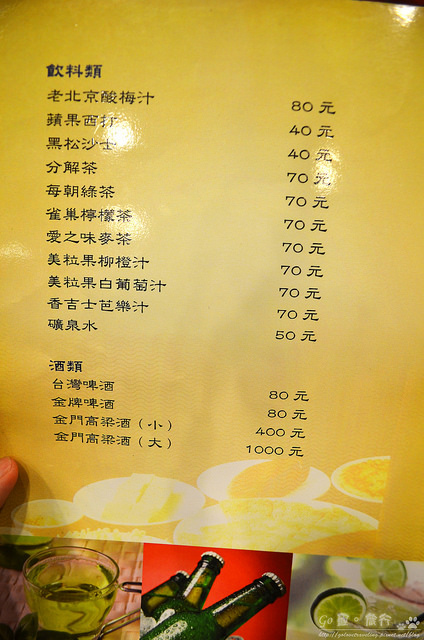 飲料類
老北京酸梅汁 80 元
蘋果西打 40 元
黑松沙士 40 元
分解茶 70 元
每朝綠茶 70 元
雀巢檸檬茶 70 元
愛之味麥茶 70 元
美粒果柳橙汁 70 元
美粒果白葡萄汁 70 元
香吉士芭樂汁 70 元
礦泉水 50 元
酒類
台灣啤酒 80 元
金牌啤酒 80 元
金門高梁酒(小) 400 元
金門高梁酒(大) 1000 元
Go